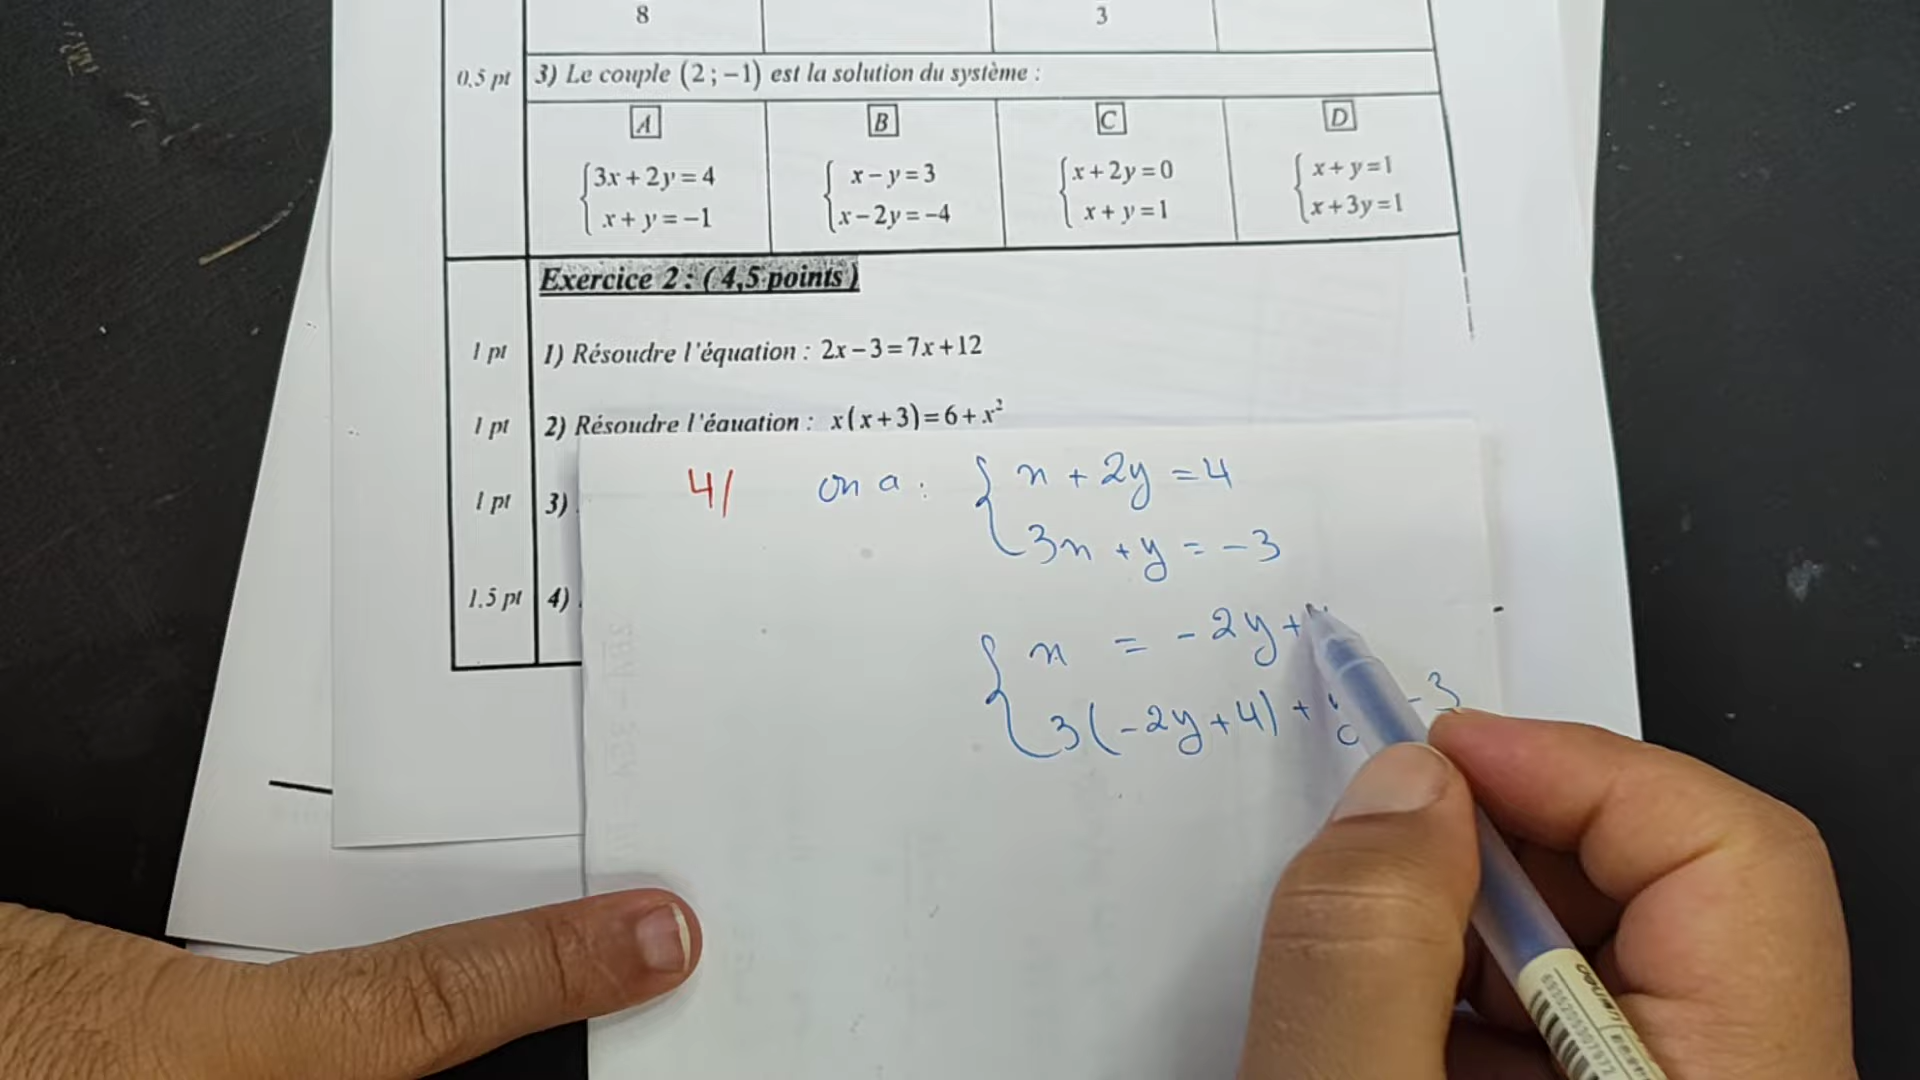 8 3
0.5 pt 3) Le couple (2 ; −1) est la solution du système :
A B C D
3x + 2y = 4 x − y = 3 x + 2y = 0 x + y = 1
x + y = −1 x − 2y = −4 x + y = 1 x + 3y = 1
Exercice 2 : ( 4,5 points )
1 pt 1) Résoudre l'équation : 2x − 3 = 7x + 12
1 pt 2) Résoudre l'équation : x(x + 3) = 6 + x²
1 pt 3)
1.5 pt 4)
4/ on a : { x + 2y = 4
3x + y = -3
{ x = - 2y +
3(-2y + 4) + -3